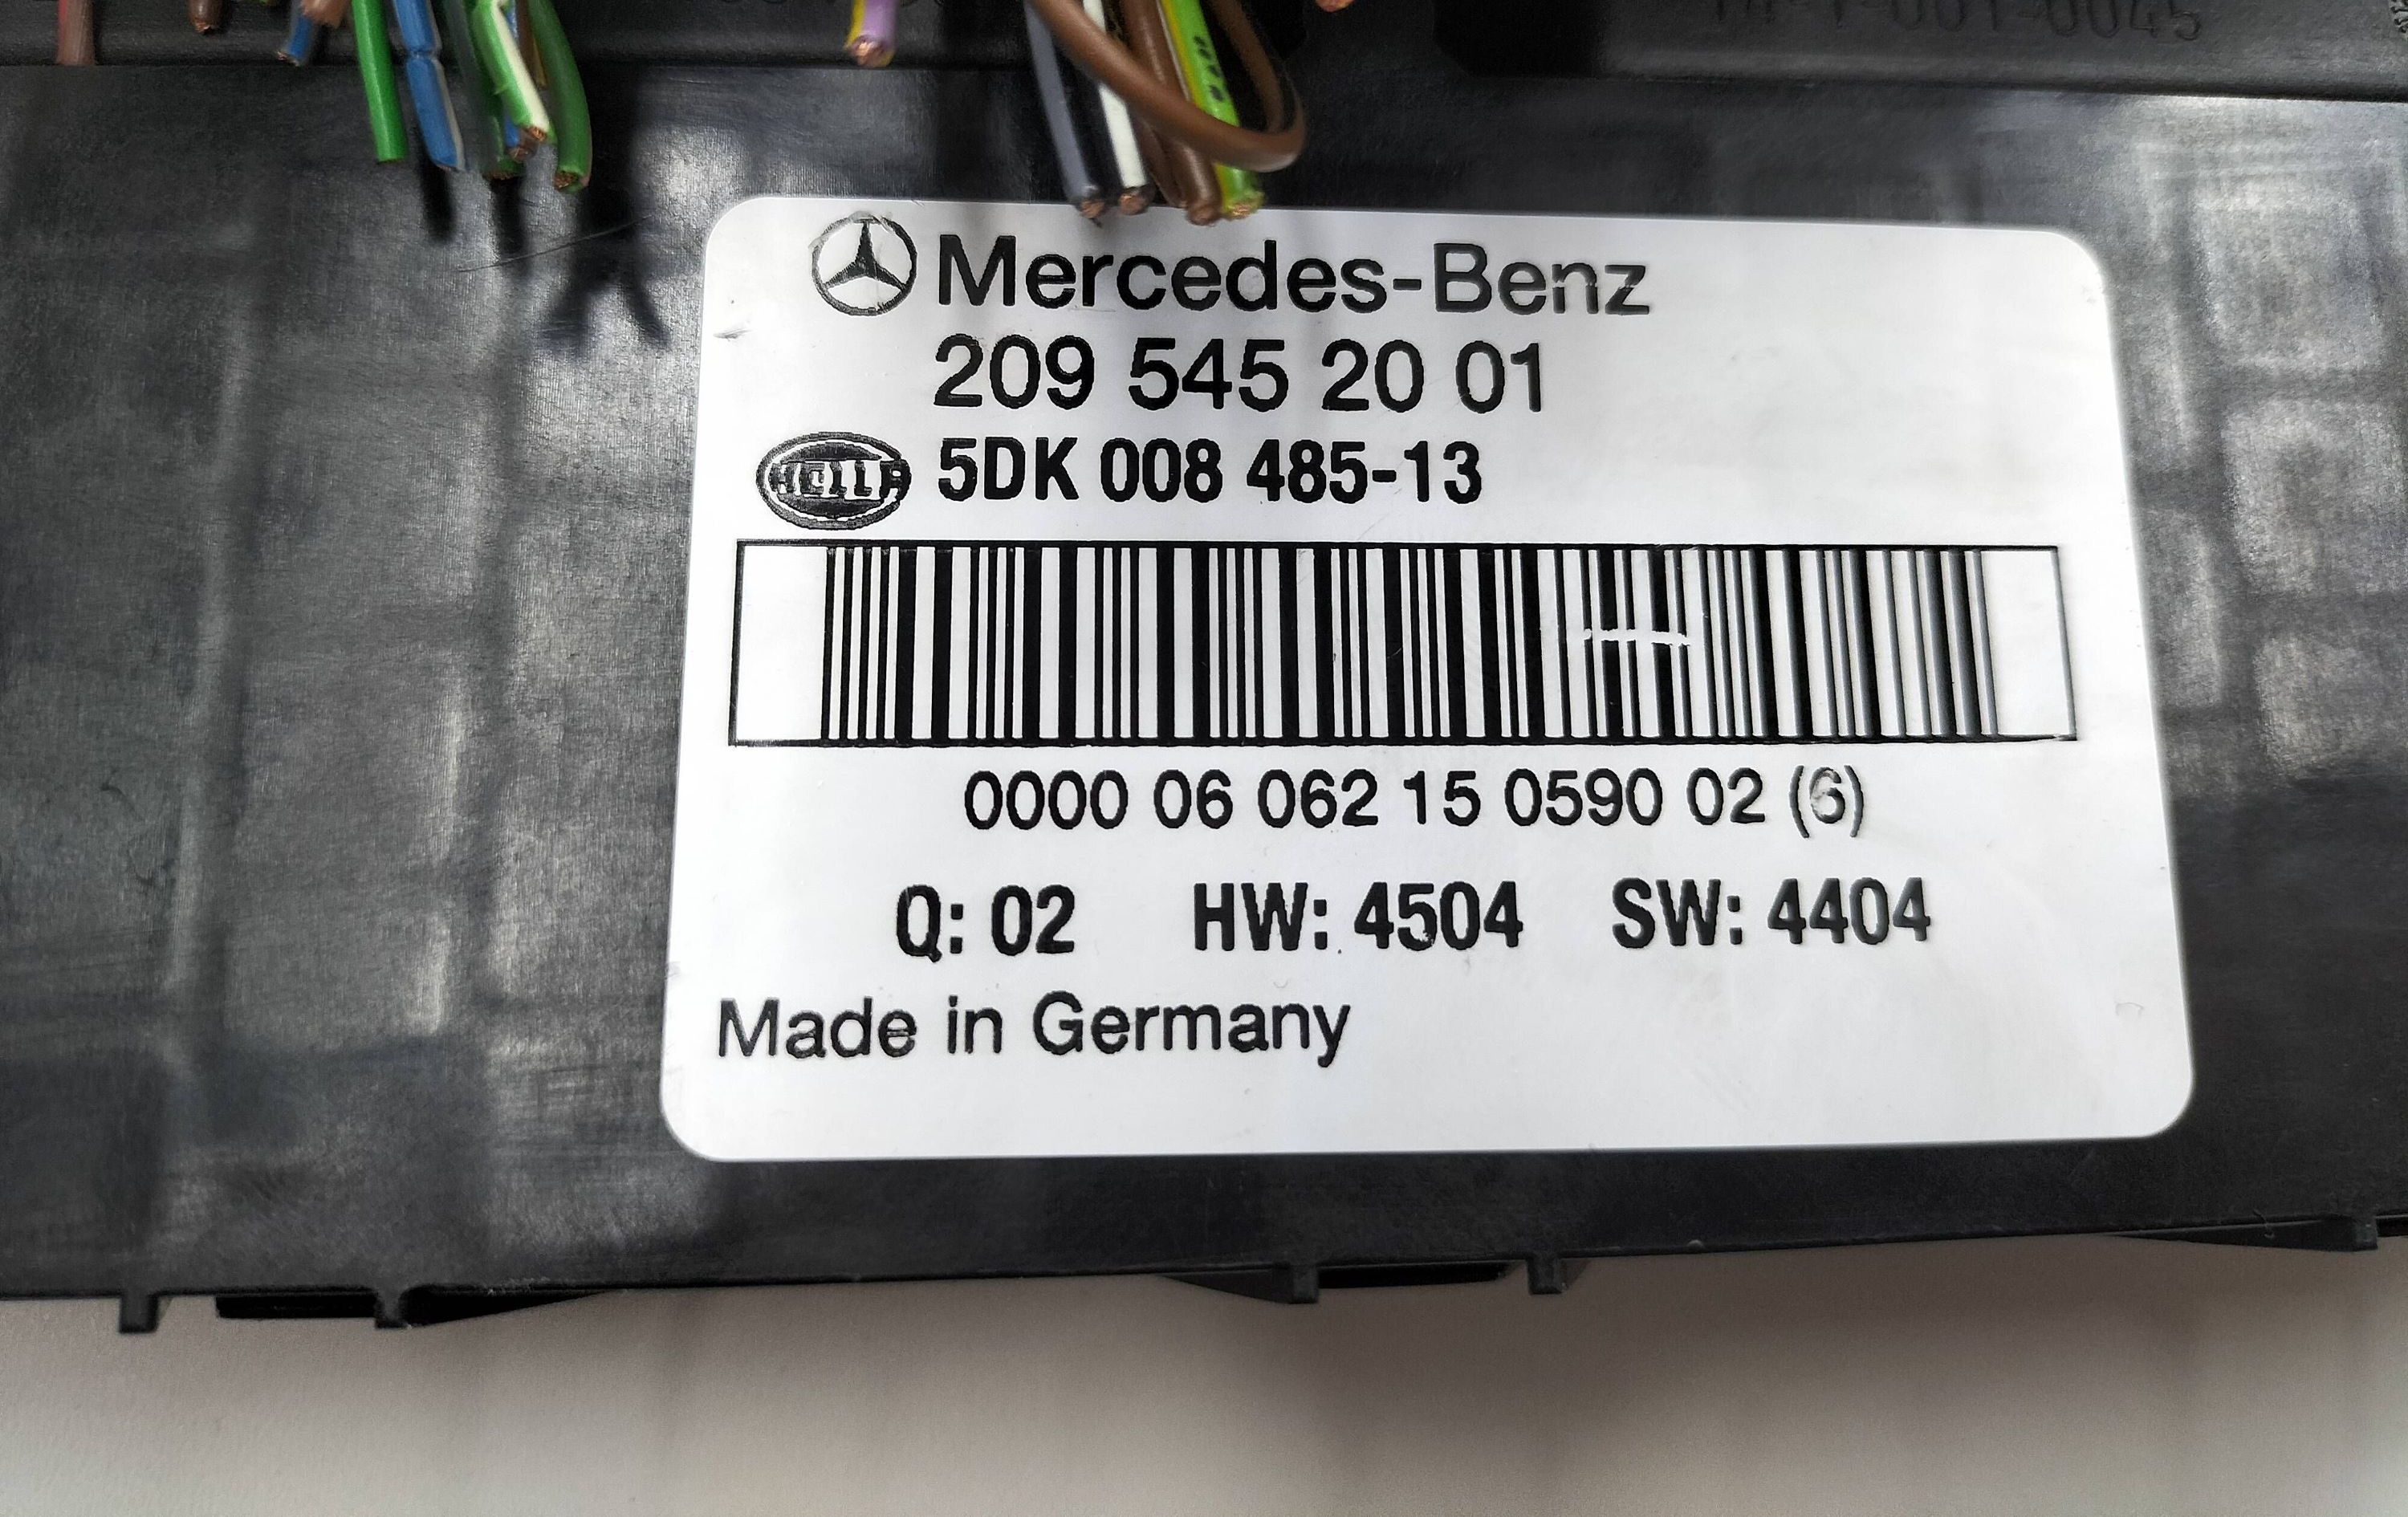 Mercedes-Benz
209 545 20 01
HELLA 5DK 008 485-13
0000 06 062 15 0590 02 (6)
Q: 02 HW: 4504 SW: 4404
Made in Germany